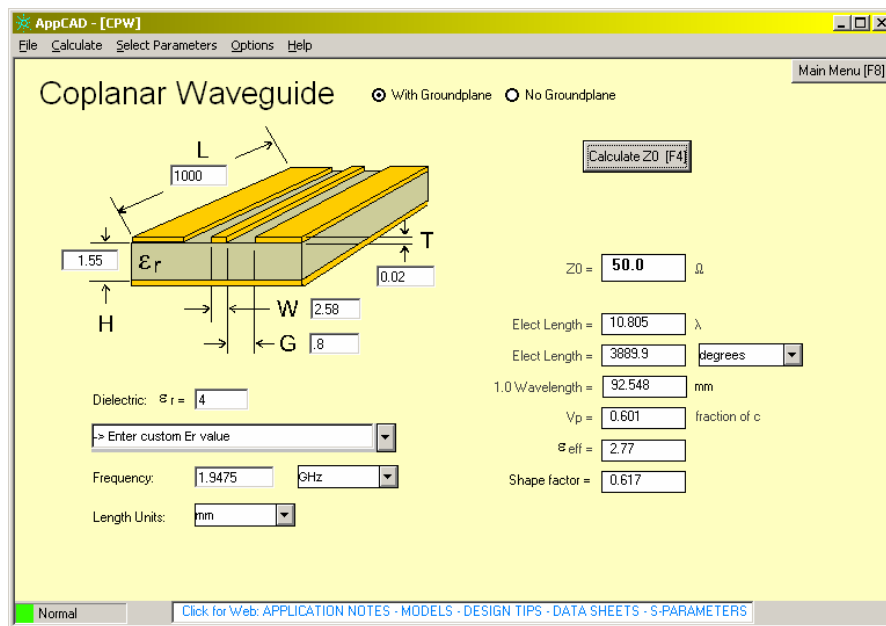 AppCAD - [CPW]
File Calculate Select Parameters Options Help
Main Menu [F8]
Coplanar Waveguide
With Groundplane No Groundplane
Calculate Z0 [F4]
L
1000
T
1.55
εr
0.02
Z0 = 50.0 Ω
H
W 2.58
G .8
Elect Length = 10.805 λ
Elect Length = 3889.9 degrees
1.0 Wavelength = 92.548 mm
Vp = 0.601 fraction of c
ε eff = 2.77
Shape factor = 0.617
Dielectric: ε r = 4
-> Enter custom Er value
Frequency: 1.9475 GHz
Length Units: mm
Normal
Click for Web: APPLICATION NOTES - MODELS - DESIGN TIPS - DATA SHEETS - S-PARAMETERS